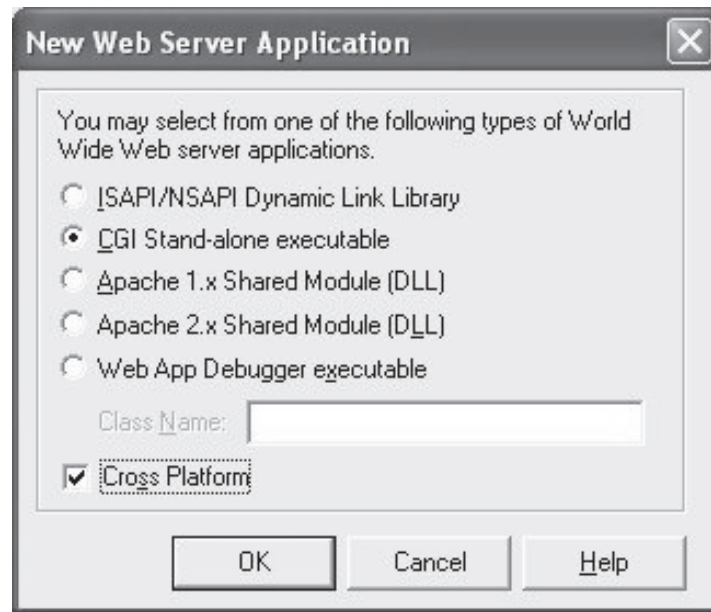 New Web Server Application
You may select from one of the following types of World
Wide Web server applications.
ISAPI/NSAPI Dynamic Link Library
CGI Stand-alone executable
Apache 1.x Shared Module (DLL)
Apache 2.x Shared Module (DLL)
Web App Debugger executable
Class Name:
Cross Platform
OK Cancel Help